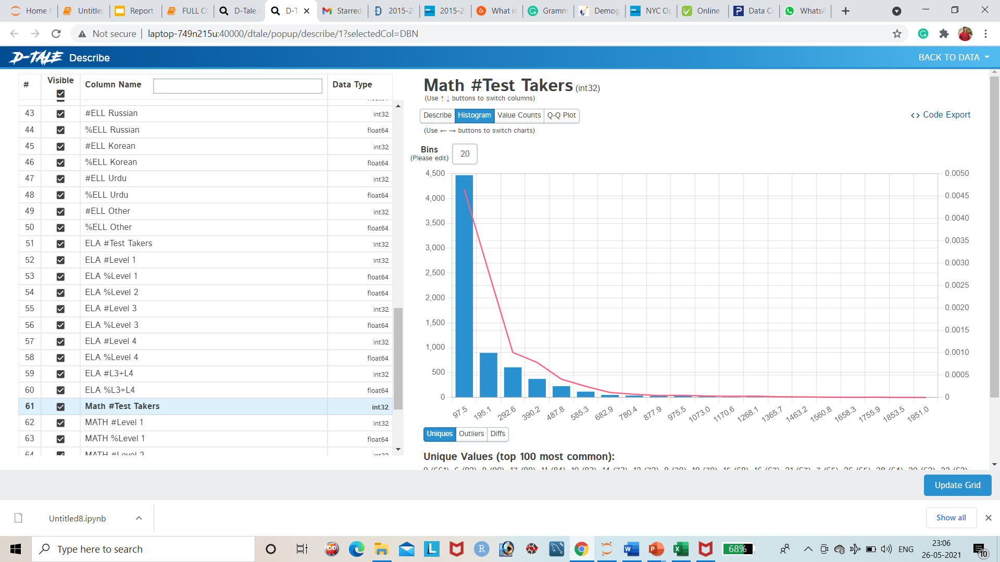 Home P
Untitled
Report
FULL CO
D-Tale
D-T
Starred
2015-2
2015-2
What is
Gramm
Demog
NYC Op
Online
Data Co
WhatsA
Not secure
laptop-749n215u:40000/dtale/popup/describe/1?selectedCol=DBN
D-TALE Describe
BACK TO DATA
# Visible Column Name Data Type
43 #ELL Russian int32
44 %ELL Russian float64
45 #ELL Korean int32
46 %ELL Korean float64
47 #ELL Urdu int32
48 %ELL Urdu float64
49 #ELL Other int32
50 %ELL Other float64
51 ELA #Test Takers int32
52 ELA #Level 1 int32
53 ELA %Level 1 float64
54 ELA %Level 2 float64
55 ELA #Level 3 int32
56 ELA %Level 3 float64
57 ELA #Level 4 int32
58 ELA %Level 4 float64
59 ELA #L3+L4 int32
60 ELA %L3+L4 float64
61 Math #Test Takers int32
62 MATH #Level 1 int32
63 MATH %Level 1 float64
64 MATH #Level 2 int32
Math #Test Takers (int32)
(Use ↑ ↓ buttons to switch columns)
Describe Histogram Value Counts Q-Q Plot
<> Code Export
(Use ← → buttons to switch charts)
Bins
(Please edit)
20
4,500
4,000
3,500
3,000
2,500
2,000
1,500
1,000
500
0
0.0050
0.0045
0.0040
0.0035
0.0030
0.0025
0.0020
0.0015
0.0010
0.0005
0
97.5 195.1 292.6 390.2 487.8 585.3 682.9 780.4 877.9 975.5 1073.0 1170.6 1268.1 1365.7 1463.2 1560.8 1658.3 1755.9 1853.5 1951.0
Uniques Outliers Diffs
Unique Values (top 100 most common):
Update Grid
Untitled8.ipynb
Show all
Type here to search
68%
ENG
23:06
26-05-2021
10